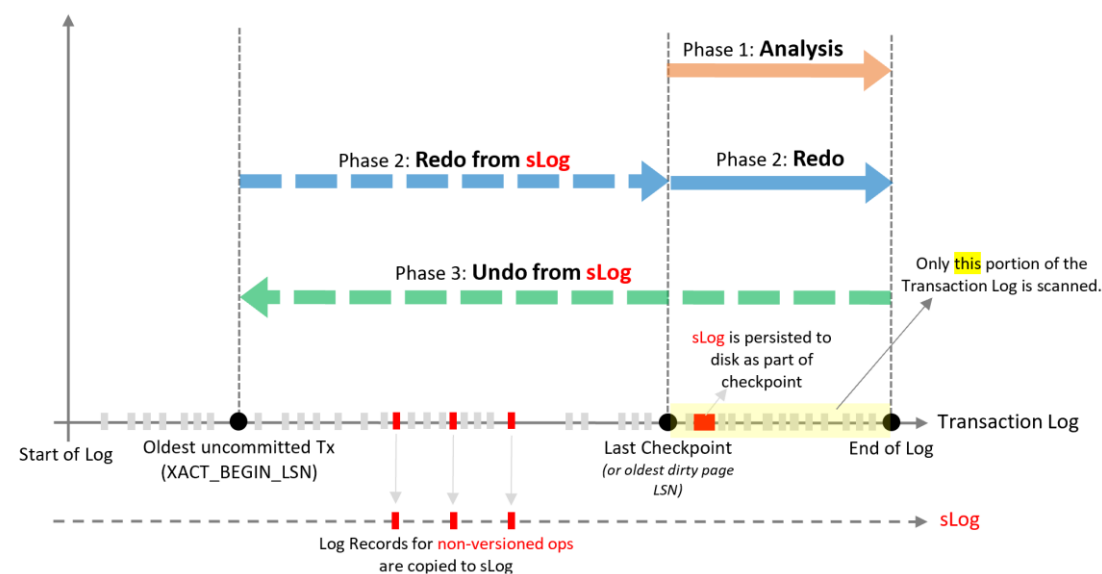 Phase 1: Analysis
Phase 2: Redo from sLog
Phase 2: Redo
Phase 3: Undo from sLog
Only this portion of the
Transaction Log is scanned.
sLog is persisted to
disk as part of
checkpoint
Transaction Log
Start of Log
Oldest uncommitted Tx
(XACT_BEGIN_LSN)
Last Checkpoint
(or oldest dirty page
LSN)
End of Log
sLog
Log Records for non-versioned ops
are copied to sLog